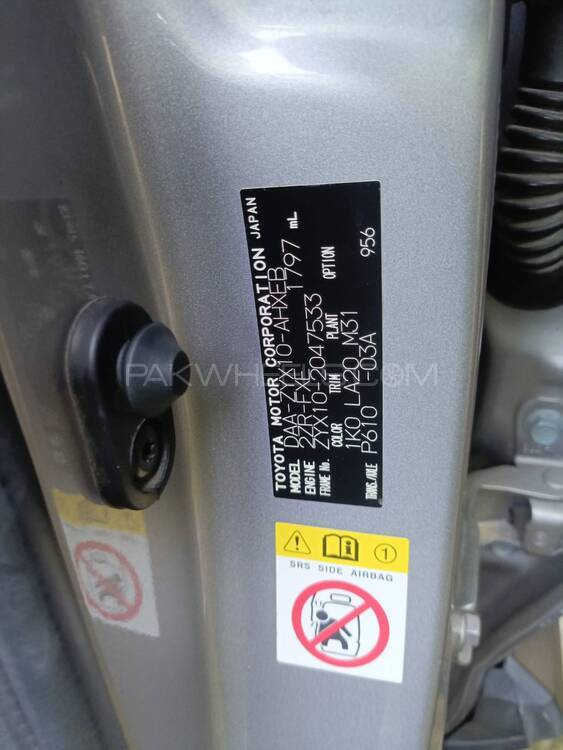 TOYOTA MOTOR CORPORATION JAPAN
MODEL DAA-ZYX10-AHXEB
ENGINE 2ZR-FXE 1797 mL
FRAME No. ZYX10-2047533
COLOR TRIM PLANT OPTION
1K0 LA20 M31 956
TRANS./AXLE P610 -03A
SRS SIDE AIRBAG
1
PAKWHEELS